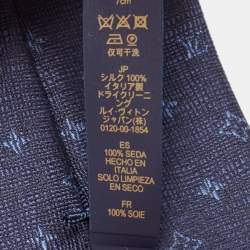 7cm
仅可干洗
JP
シルク 100%
イタリア製
ドライクリーニ
ング
ルイ・ヴィトン
ジャパン(株)
0120-00-1854
ES
100% SEDA
HECHO EN
ITALIA
SOLO LIMPIEZA
EN SECO
FR
100% SOIE